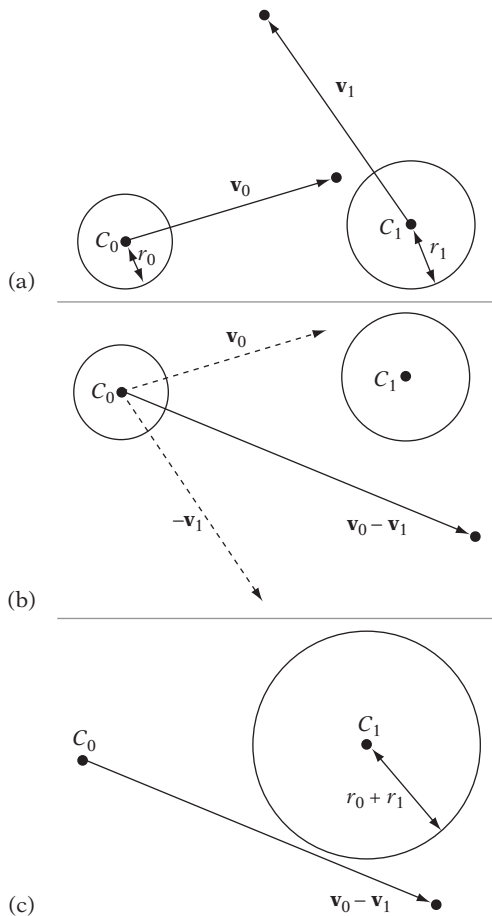 v₁
v₀
C₀
r₀
C₁
r₁
(a)
v₀
C₀
C₁
–v₁
v₀ – v₁
(b)
C₀
C₁
r₀ + r₁
v₀ – v₁
(c)